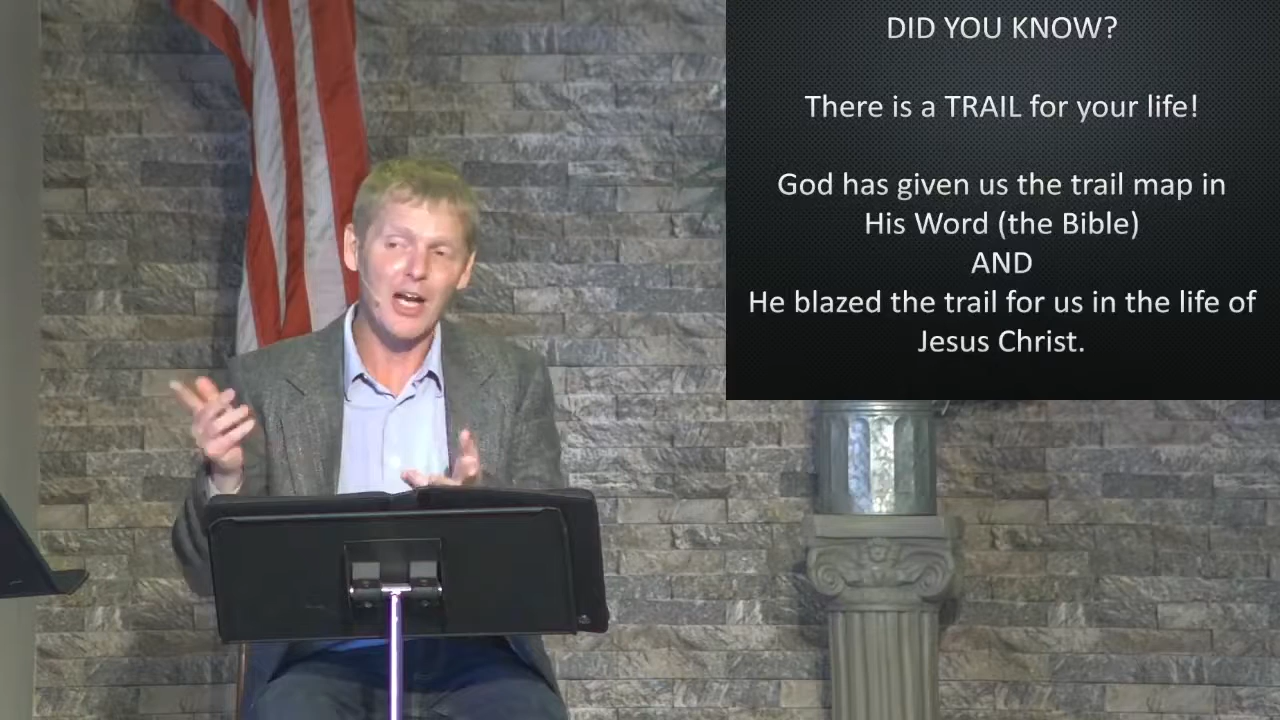 DID YOU KNOW?
There is a TRAIL for your life!
God has given us the trail map in
His Word (the Bible)
AND
He blazed the trail for us in the life of
Jesus Christ.